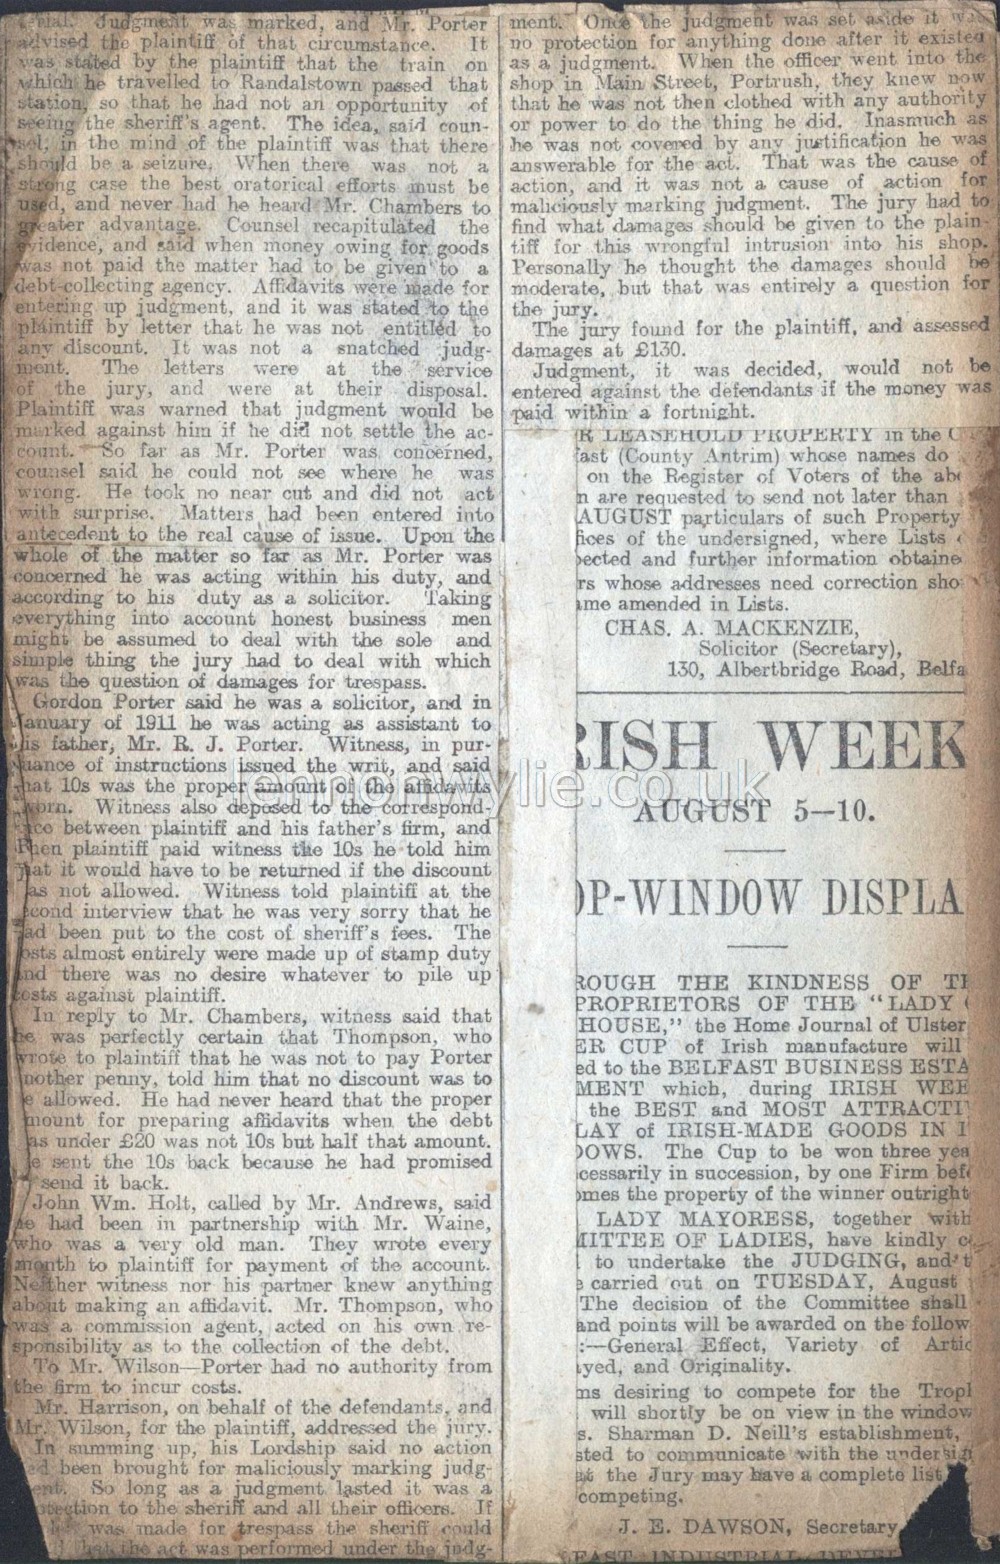 Judgment was marked, and Mr. Porter
advised the plaintiff of that circumstance. It
was stated by the plaintiff that the train on
which he travelled to Randalstown passed that
station, so that he had not an opportunity of
seeing the sheriff's agent. The idea, said coun-
sel, in the mind of the plaintiff was that there
should be a seizure. When there was not a
strong case the best oratorical efforts must be
used, and never had he heard Mr. Chambers to
greater advantage. Counsel recapitulated the
evidence, and said when money owing for goods
was not paid the matter had to be given to a
debt-collecting agency. Affidavits were made for
entering up judgment, and it was stated to the
plaintiff by letter that he was not entitled to
any discount. It was not a snatched judg-
ment. The letters were at the service
of the jury, and were at their disposal.
Plaintiff was warned that judgment would be
marked against him if he did not settle the ac-
count. So far as Mr. Porter was concerned,
counsel said he could not see where he was
wrong. He took no near cut and did not act
with surprise. Matters had been entered into
antecedent to the real cause of issue. Upon the
whole of the matter so far as Mr. Porter was
concerned he was acting within his duty, and
according to his duty as a solicitor. Taking
everything into account honest business men
might be assumed to deal with the sole and
simple thing the jury had to deal with which
was the question of damages for trespass.
Gordon Porter said he was a solicitor, and in
January of 1911 he was acting as assistant to
his father, Mr. R. J. Porter. Witness, in pur-
suance of instructions issued the writ, and said
that 10s was the proper amount of the affidavits
sworn. Witness also deposed to the correspond-
ence between plaintiff and his father's firm, and
when plaintiff paid witness the 10s he told him
that it would have to be returned if the discount
was not allowed. Witness told plaintiff at the
second interview that he was very sorry that he
had been put to the cost of sheriff's fees. The
costs almost entirely were made up of stamp duty
and there was no desire whatever to pile up
costs against plaintiff.
In reply to Mr. Chambers, witness said that
he was perfectly certain that Thompson, who
wrote to plaintiff that he was not to pay Porter
another penny, told him that no discount was to
be allowed. He had never heard that the proper
amount for preparing affidavits when the debt
was under £20 was not 10s but half that amount.
He sent the 10s back because he had promised
send it back.
John Wm. Holt, called by Mr. Andrews, said
he had been in partnership with Mr. Waine,
who was a very old man. They wrote every
month to plaintiff for payment of the account.
Neither witness nor his partner knew anything
about making an affidavit. Mr. Thompson, who
was a commission agent, acted on his own re-
sponsibility as to the collection of the debt.
To Mr. Wilson—Porter had no authority from
the firm to incur costs.
Mr. Harrison, on behalf of the defendants, and
Mr. Wilson, for the plaintiff, addressed the jury.
In summing up, his Lordship said no action
had been brought for maliciously marking judg-
ment. So long as a judgment lasted it was a
protection to the sheriff and all their officers. If
was made for trespass the sheriff could
that the act was performed under the judg-
ment. Once the judgment was set aside it was
no protection for anything done after it existed
as a judgment. When the officer went into the
shop in Main Street, Portrush, they knew now
that he was not then clothed with any authority
or power to do the thing he did. Inasmuch as
he was not covered by any justification he was
answerable for the act. That was the cause of
action, and it was not a cause of action for
maliciously marking judgment. The jury had to
find what damages should be given to the plain-
tiff for this wrongful intrusion into his shop.
Personally he thought the damages should be
moderate, but that was entirely a question for
the jury.
The jury found for the plaintiff, and assessed
damages at £130.
Judgment, it was decided, would not be
entered against the defendants if the money was
paid within a fortnight.
R LEASEHOLD PROPERTY in the C
fast (County Antrim) whose names do
on the Register of Voters of the abo
n are requested to send not later than
AUGUST particulars of such Property
fices of the undersigned, where Lists
pected and further information obtaine
rs whose addresses need correction sho
ame amended in Lists.
CHAS. A. MACKENZIE,
Solicitor (Secretary),
130, Albertbridge Road, Belfa
RISH WEEK
AUGUST 5—10.
OP-WINDOW DISPLA
ROUGH THE KINDNESS OF TH
PROPRIETORS OF THE "LADY
HOUSE," the Home Journal of Ulster
ER CUP of Irish manufacture will
ed to the BELFAST BUSINESS ESTA
MENT which, during IRISH WEE
the BEST and MOST ATTRACTI
LAY of IRISH-MADE GOODS IN
DOWS. The Cup to be won three yea
cessarily in succession, by one Firm bef
omes the property of the winner outright
LADY MAYORESS, together with
MITTEE OF LADIES, have kindly c
to undertake the JUDGING, and t
e carried out on TUESDAY, August
The decision of the Committee shall
and points will be awarded on the follow
:—General Effect, Variety of Artic
ayed, and Originality.
ms desiring to compete for the Troph
will shortly be on view in the window
s. Sharman D. Neill's establishment,
sted to communicate with the undersig
at the Jury may have a complete list
competing.
J. E. DAWSON, Secretary
FAST INDUSTRIAL DEVE
lennonwylie.co.uk